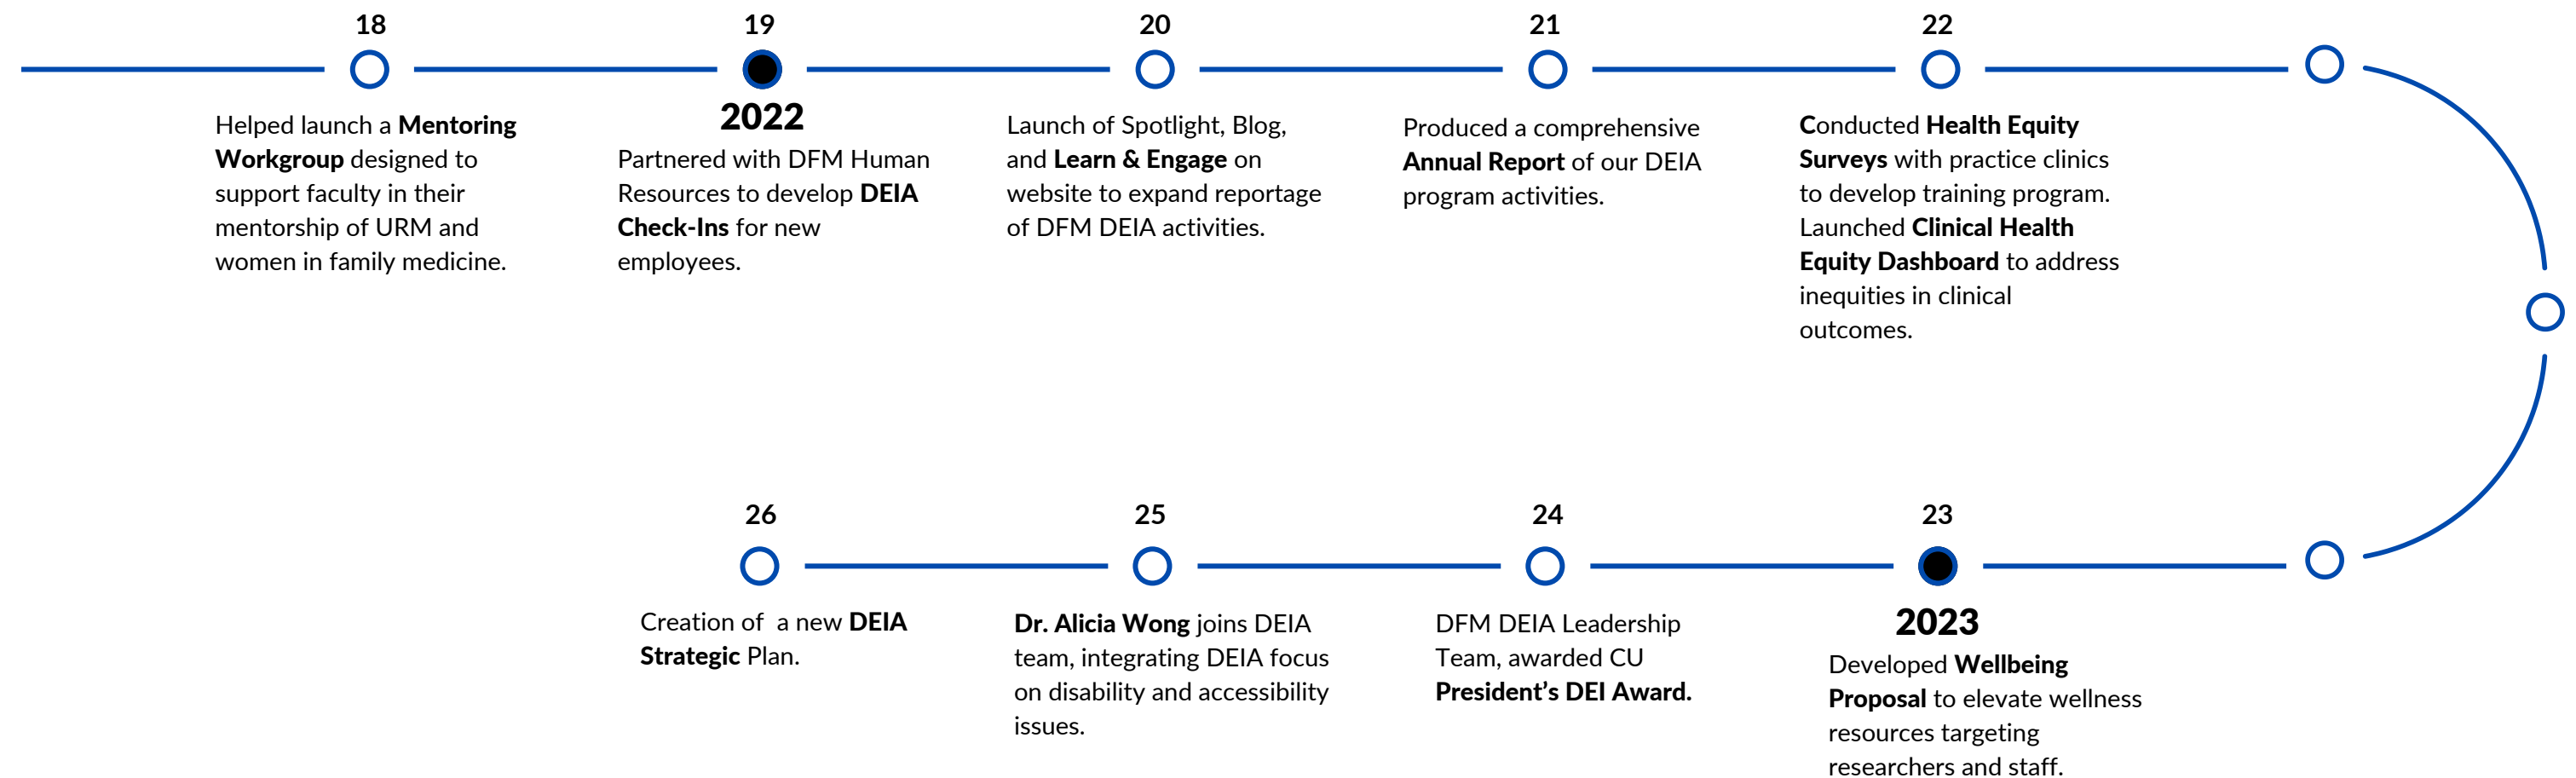 18
Helped launch a Mentoring
Workgroup designed to
support faculty in their
mentorship of URM and
women in family medicine.
19
2022
Partnered with DFM Human
Resources to develop DEIA
Check-Ins for new
employees.
20
Launch of Spotlight, Blog,
and Learn & Engage on
website to expand reportage
of DFM DEIA activities.
21
Produced a comprehensive
Annual Report of our DEIA
program activities.
22
Conducted Health Equity
Surveys with practice clinics
to develop training program.
Launched Clinical Health
Equity Dashboard to address
inequities in clinical
outcomes.
23
2023
Developed Wellbeing
Proposal to elevate wellness
resources targeting
researchers and staff.
24
DFM DEIA Leadership
Team, awarded CU
President’s DEI Award.
25
Dr. Alicia Wong joins DEIA
team, integrating DEIA focus
on disability and accessibility
issues.
26
Creation of  a new DEIA
Strategic Plan.